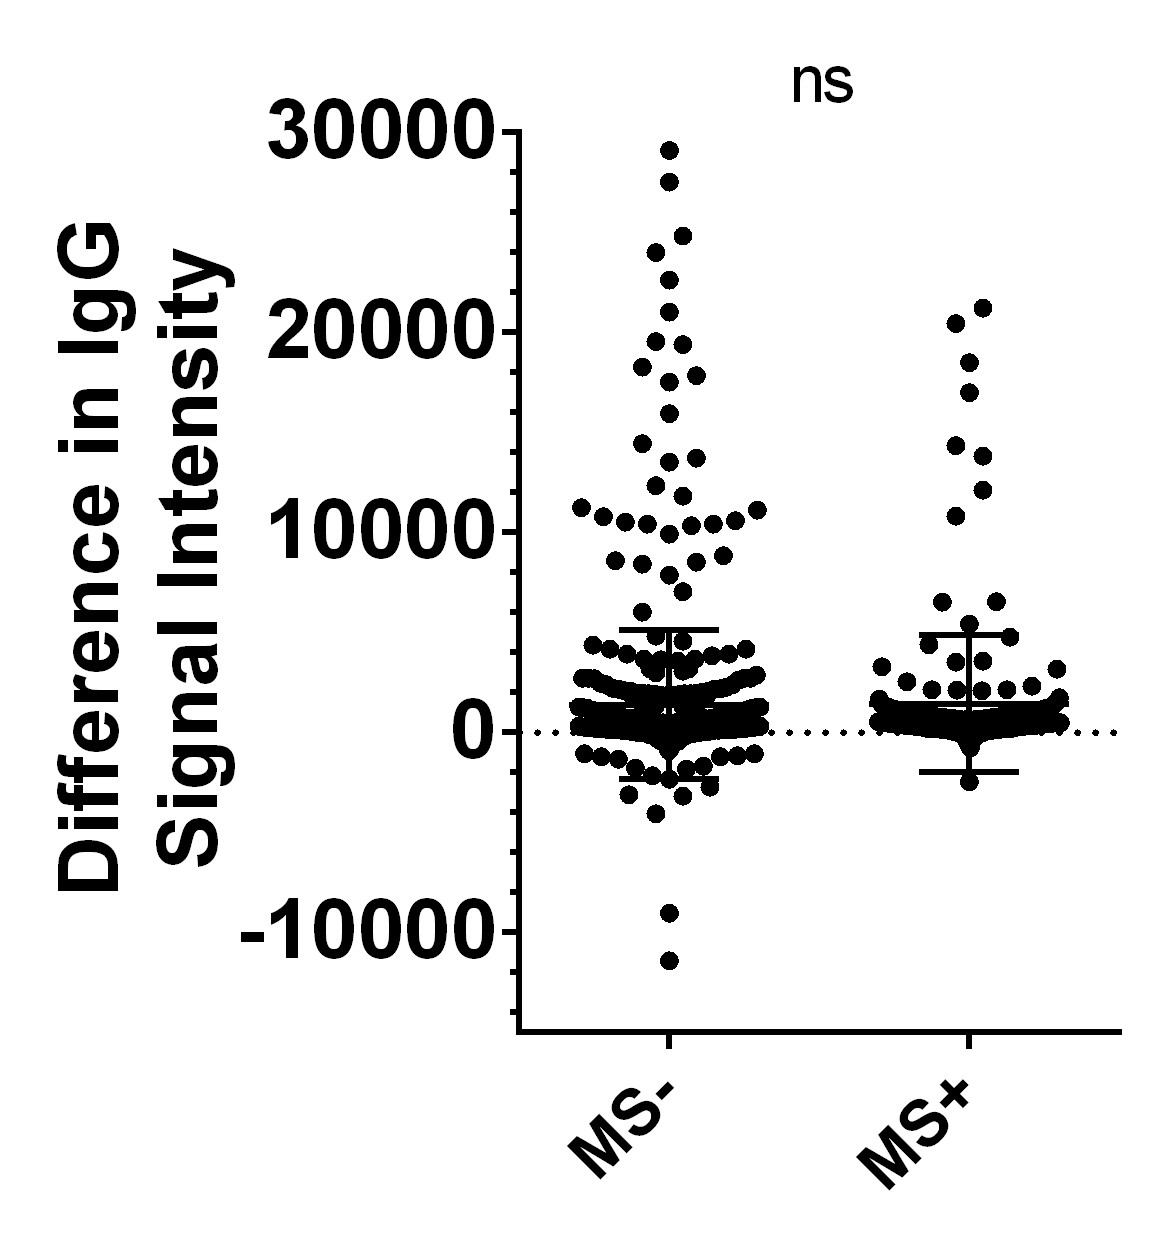 ns
30000
20000
10000
0
-10000
Difference in IgG
Signal Intensity
MS-
MS+